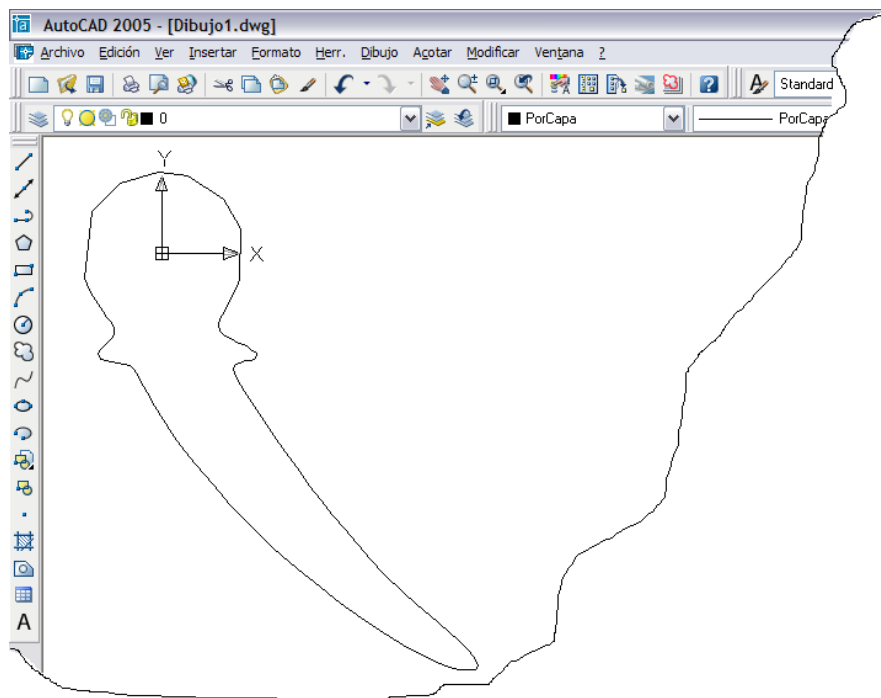 AutoCAD 2005 - [Dibujo1.dwg]
Archivo Edición Ver Insertar Formato Herr. Dibujo Acotar Modificar Ventana ?
Standard
0 PorCapa PorCapa
Y
X
A